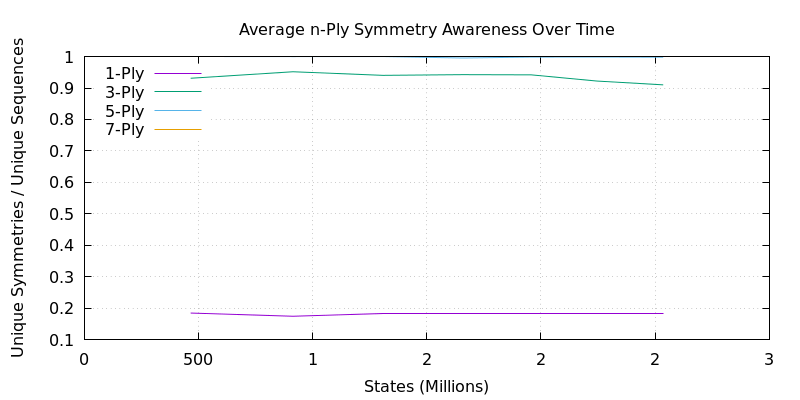 Average n-Ply Symmetry Awareness Over Time
Unique Symmetries / Unique Sequences
1
0.9
0.8
0.7
0.6
0.5
0.4
0.3
0.2
0.1
1-Ply
3-Ply
5-Ply
7-Ply
0 500 1 2 2 2 3
States (Millions)